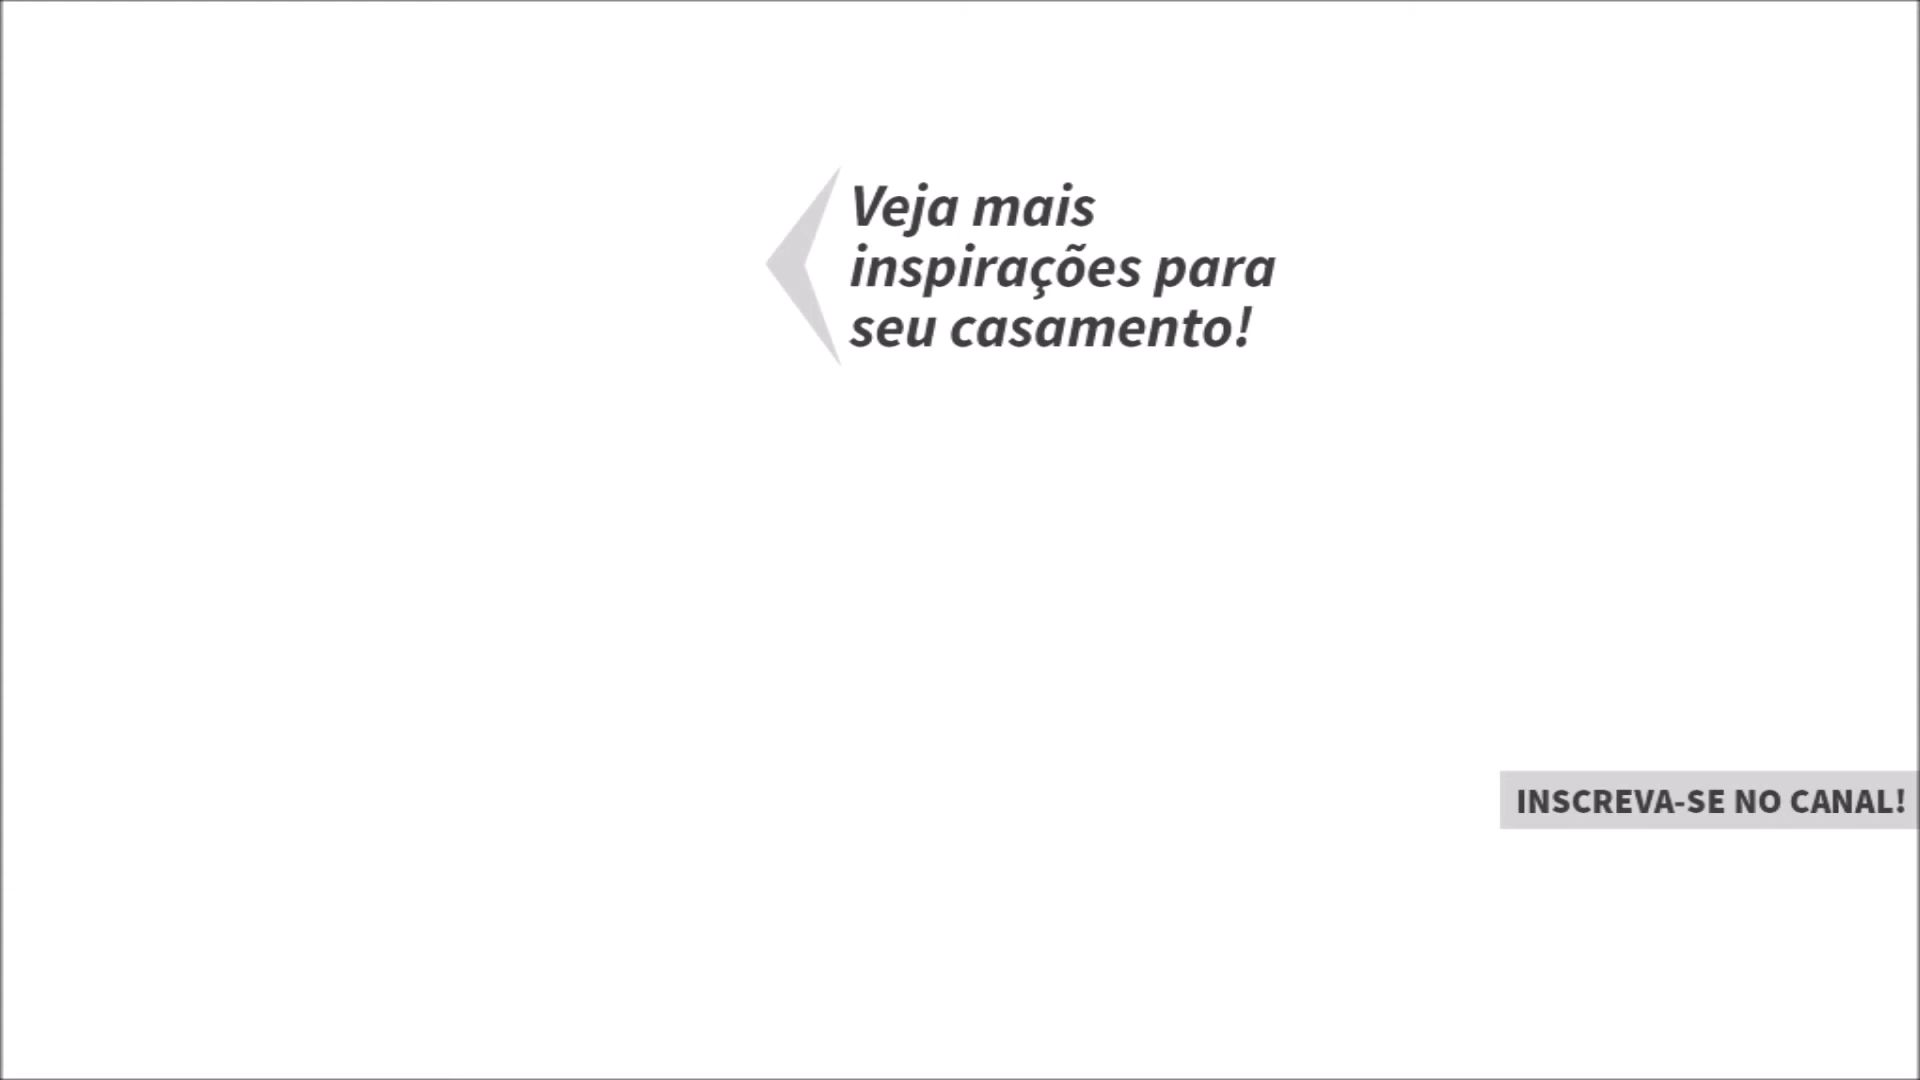 Veja mais
inspirações para
seu casamento!
INSCREVA-SE NO CANAL!